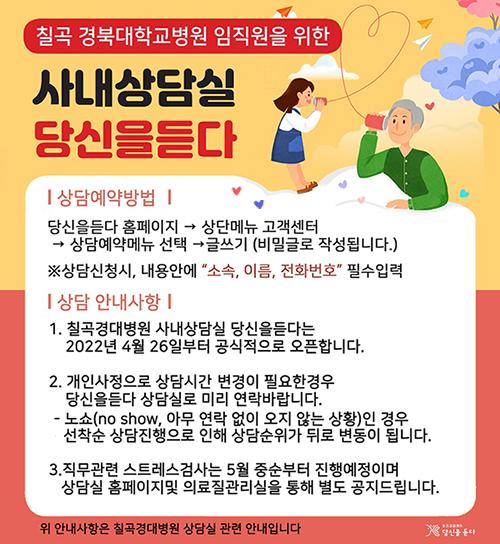 칠곡 경북대학교병원 임직원을 위한
사내상담실
당신을듣다
| 상담예약방법 |
당신을듣다 홈페이지 → 상단메뉴 고객센터
→ 상담예약메뉴 선택 →글쓰기 (비밀글로 작성됩니다.)
※상담신청시, 내용안에 “소속, 이름, 전화번호” 필수입력
| 상담 안내사항 |
1. 칠곡경대병원 사내상담실 당신을듣다는
2022년 4월 26일부터 공식적으로 오픈합니다.
2. 개인사정으로 상담시간 변경이 필요한경우
당신을듣다 상담실로 미리 연락바랍니다.
- 노쇼(no show, 아무 연락 없이 오지 않는 상황)인 경우
선착순 상담진행으로 인해 상담순위가 뒤로 변동이 됩니다.
3.직무관련 스트레스검사는 5월 중순부터 진행예정이며
상담실 홈페이지및 의료질관리실을 통해 별도 공지드립니다.
위 안내사항은 칠곡경대병원 상담실 관련 안내입니다
당신을듣다